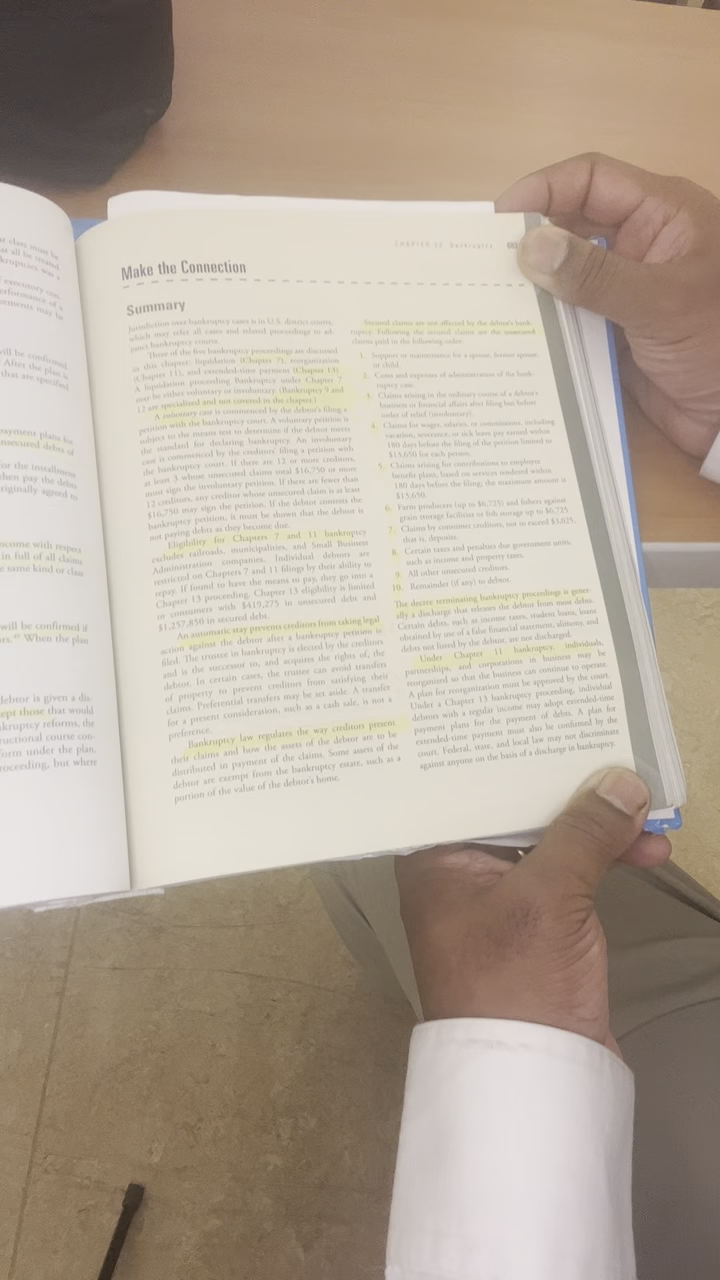 CHAPTER Bankruptcy
Make the Connection
Summary
Jurisdiction over bankruptcy cases is in U.S. district courts,
which may refer all cases and related proceedings to ad-
junct bankruptcy courts.
Three of the five bankruptcy proceedings are discussed
in this chapter: liquidation (Chapter 7), reorganization
(Chapter 11), and extended-time payment (Chapter 13).
A liquidation proceeding Bankruptcy under Chapter 7
may be either voluntary or involuntary. (Bankruptcy 9 and
12 are specialized and not covered in the chapter.)
A voluntary case is commenced by the debtor's filing a
petition with the bankruptcy court. A voluntary petition is
subject to the means test to determine if the debtor meets
the standard for declaring bankruptcy. An involuntary
case is commenced by the creditors' filing a petition with
the bankruptcy court. If there are 12 or more creditors,
at least 3 whose unsecured claims total $16,750 or more
must sign the involuntary petition. If there are fewer than
12 creditors, any creditor whose unsecured claim is at least
$16,750 may sign the petition. If the debtor contests the
bankruptcy petition, it must be shown that the debtor is
not paying debts as they become due.
Eligibility for Chapters 7 and 11 bankruptcy
excludes railroads, municipalities, and Small Business
Administration companies. Individual debtors are
restricted on Chapters 7 and 11 filings by their ability to
repay. If found to have the means to pay, they go into a
Chapter 13 proceeding. Chapter 13 eligibility is limited
to consumers with $419,275 in unsecured debt and
$1,257,850 in secured debt.
An automatic stay prevents creditors from taking legal
action against the debtor after a bankruptcy petition is
filed. The trustee in bankruptcy is elected by the creditors
and is the successor to, and acquires the rights of, the
debtor. In certain cases, the trustee can avoid transfers
of property to prevent creditors from satisfying their
claims. Preferential transfers may be set aside. A transfer
for a present consideration, such as a cash sale, is not a
preference.
Bankruptcy law regulates the way creditors present
their claims and how the assets of the debtor are to be
distributed in payment of the claims. Some assets of the
debtor are exempt from the bankruptcy estate, such as a
portion of the value of the debtor's home.
Secured claims are not affected by the debtor's bank-
ruptcy. Following the secured claims are the unsecured
claims paid in the following order:
1. Support or maintenance for a spouse, former spouse,
or child.
2. Costs and expenses of administration of the bank-
ruptcy case.
3. Claims arising in the ordinary course of a debtor's
business or financial affairs after filing but before
order of relief (involuntary).
4. Claims for wages, salaries, or commissions, including
vacation, severance, or sick leave pay earned within
180 days before the filing of the petition limited to
$13,650 for each person.
5. Claims arising for contributions to employee
benefit plans, based on services rendered within
180 days before the filing; the maximum amount is
$13,650.
6. Farm producers (up to $6,725) and fishers against
grain storage facilities or fish storage up to $6,725
7. Claims by consumer creditors, not to exceed $3,025,
that is, deposits.
8. Certain taxes and penalties due government units,
such as income and property taxes.
9. All other unsecured creditors.
10. Remainder (if any) to debtor.
The decree terminating bankruptcy proceedings is gener-
ally a discharge that releases the debtor from most debts.
Certain debts, such as income taxes, student loans, loans
obtained by use of a false financial statement, alimony, and
debts not listed by the debtor, are not discharged.
Under Chapter 11 bankruptcy, individuals,
partnerships, and corporations in business may be
reorganized so that the business can continue to operate.
A plan for reorganization must be approved by the court.
Under a Chapter 13 bankruptcy proceeding, individual
debtors with a regular income may adopt extended-time
payment plans for the payment of debts. A plan for
extended-time payment must also be confirmed by the
court. Federal, state, and local law may not discriminate
against anyone on the basis of a discharge in bankruptcy.